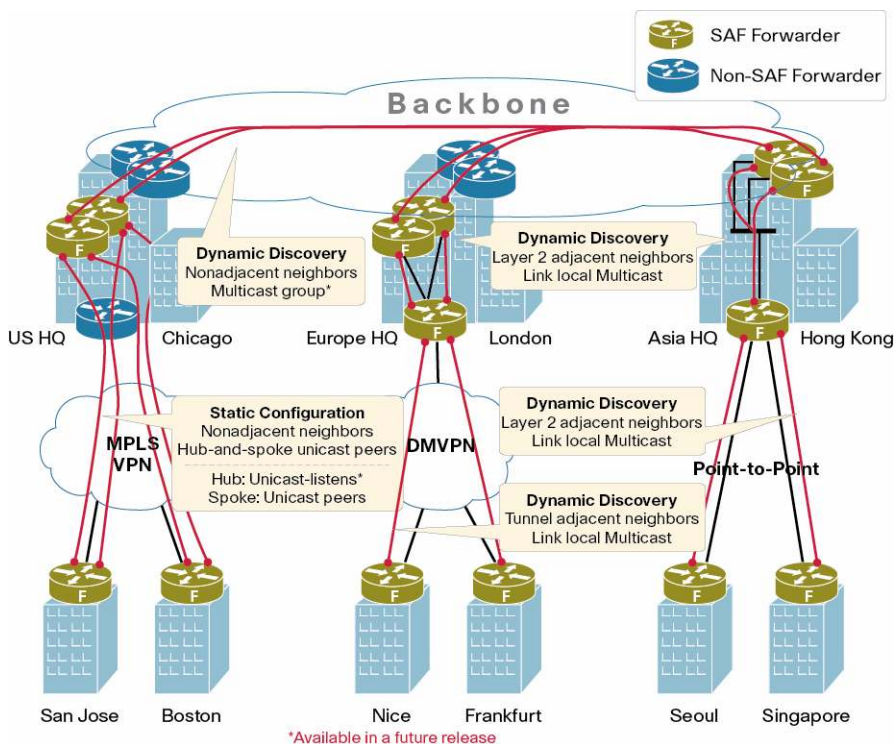 SAF Forwarder
F
Non-SAF Forwarder
Backbone
F
F
F
Dynamic Discovery
Nonadjacent neighbors
Multicast group*
Dynamic Discovery
Layer 2 adjacent neighbors
Link local Multicast
US HQ
Chicago
Europe HQ
F
London
Asia HQ
F
Hong Kong
Static Configuration
Nonadjacent neighbors
Hub-and-spoke unicast peers
Hub: Unicast-listens*
Spoke: Unicast peers
MPLS
VPN
DMVPN
Dynamic Discovery
Layer 2 adjacent neighbors
Link local Multicast
Point-to-Point
Dynamic Discovery
Tunnel adjacent neighbors
Link local Multicast
F
F
F
F
F
F
San Jose
Boston
Nice
Frankfurt
Seoul
Singapore
*Available in a future release